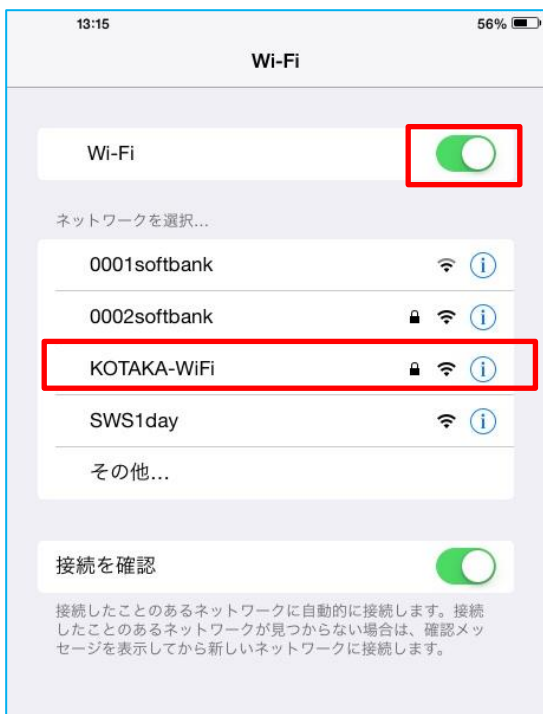 13:15 56%
Wi-Fi
Wi-Fi
ネットワークを選択...
0001softbank
0002softbank
KOTAKA-WiFi
SWS1day
その他...
接続を確認
接続したことのあるネットワークに自動的に接続します。接続
したことのあるネットワークが見つからない場合は、確認メッ
セージを表示してから新しいネットワークに接続します。